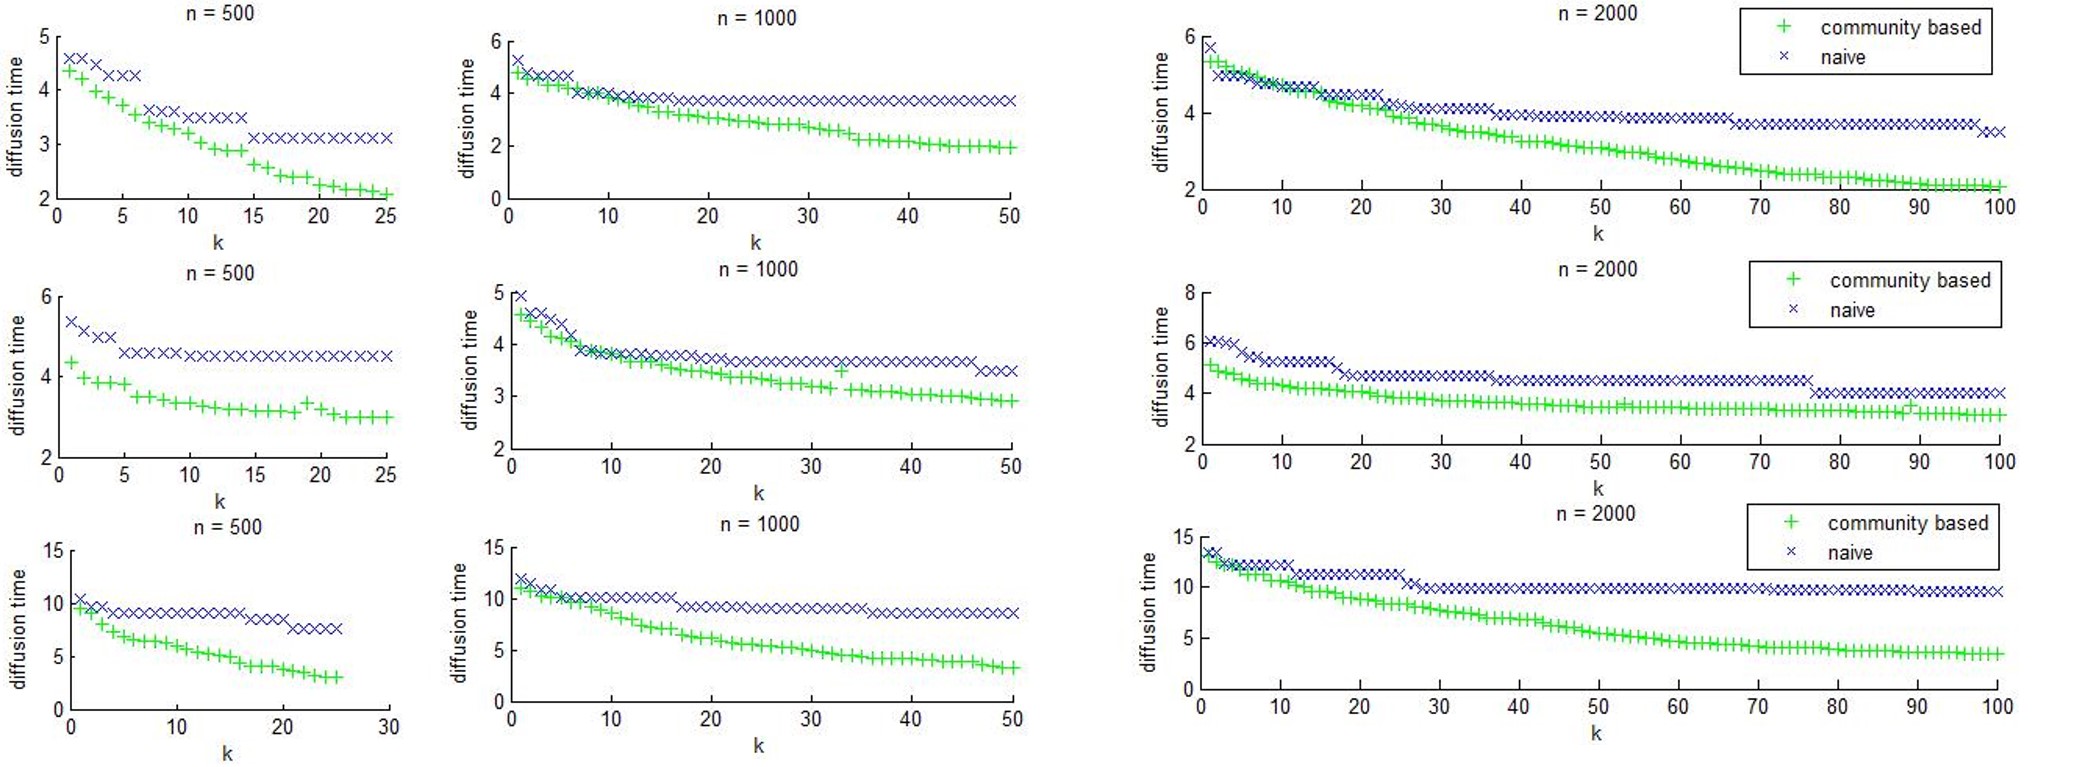 n = 500
n = 1000
n = 2000
community based
naive
diffusion time
5
4
3
2
0 5 10 15 20 25
k
diffusion time
6
4
2
0
0 10 20 30 40 50
k
diffusion time
6
4
2
0 10 20 30 40 50 60 70 80 90 100
k
n = 500
n = 1000
n = 2000
community based
naive
diffusion time
6
4
2
0 5 10 15 20 25
k
diffusion time
5
4
3
2
0 10 20 30 40 50
k
diffusion time
8
6
4
2
0 10 20 30 40 50 60 70 80 90 100
k
n = 500
n = 1000
n = 2000
community based
naive
diffusion time
15
10
5
0
0 10 20 30
k
diffusion time
15
10
5
0
0 10 20 30 40 50
k
diffusion time
15
10
5
0
0 10 20 30 40 50 60 70 80 90 100
k